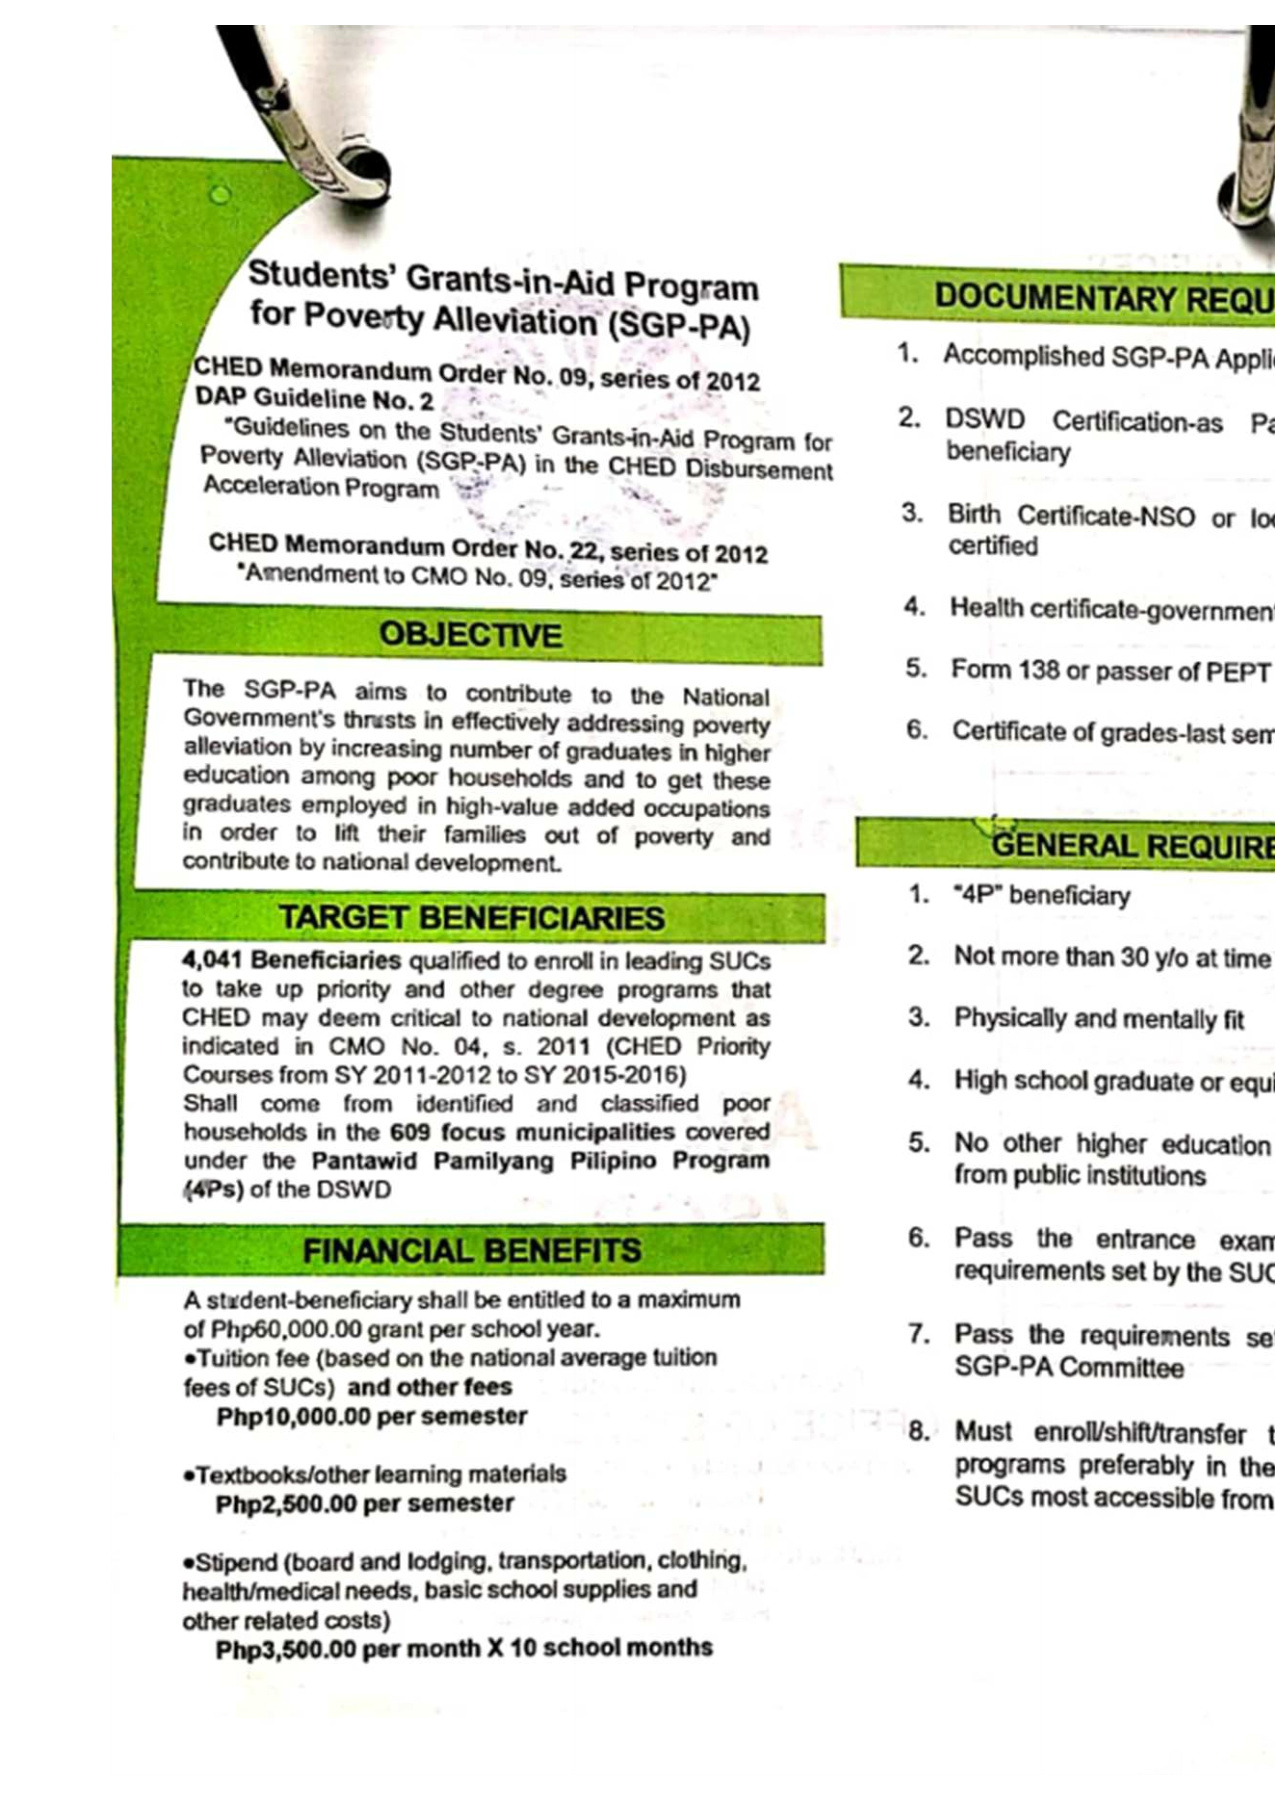 Students' Grants-in-Aid Program
for Poverty Alleviation (SGP-PA)
CHED Memorandum Order No. 09, series of 2012
DAP Guideline No. 2
"Guidelines on the Students' Grants-in-Aid Program for
Poverty Alleviation (SGP-PA) in the CHED Disbursement
Acceleration Program
CHED Memorandum Order No. 22, series of 2012
"Amendment to CMO No. 09, series of 2012"
OBJECTIVE
The SGP-PA aims to contribute to the National
Government's thrusts in effectively addressing poverty
alleviation by increasing number of graduates in higher
education among poor households and to get these
graduates employed in high-value added occupations
in order to lift their families out of poverty and
contribute to national development.
TARGET BENEFICIARIES
4,041 Beneficiaries qualified to enroll in leading SUCs
to take up priority and other degree programs that
CHED may deem critical to national development as
indicated in CMO No. 04, s. 2011 (CHED Priority
Courses from SY 2011-2012 to SY 2015-2016)
Shall come from identified and classified poor
households in the 609 focus municipalities covered
under the Pantawid Pamilyang Pilipino Program
(4Ps) of the DSWD
FINANCIAL BENEFITS
A student-beneficiary shall be entitled to a maximum
of Php60,000.00 grant per school year.
•Tuition fee (based on the national average tuition
fees of SUCs) and other fees
Php10,000.00 per semester
•Textbooks/other learning materials
Php2,500.00 per semester
•Stipend (board and lodging, transportation, clothing,
health/medical needs, basic school supplies and
other related costs)
Php3,500.00 per month X 10 school months
DOCUMENTARY REQU
1. Accomplished SGP-PA Applic
2. DSWD Certification-as Pa
beneficiary
3. Birth Certificate-NSO or loc
certified
4. Health certificate-government
5. Form 138 or passer of PEPT
6. Certificate of grades-last sem
GENERAL REQUIRE
1. "4P" beneficiary
2. Not more than 30 y/o at time
3. Physically and mentally fit
4. High school graduate or equi
5. No other higher education
from public institutions
6. Pass the entrance exam
requirements set by the SUC
7. Pass the requirements se
SGP-PA Committee
8. Must enroll/shift/transfer t
programs preferably in the
SUCs most accessible from